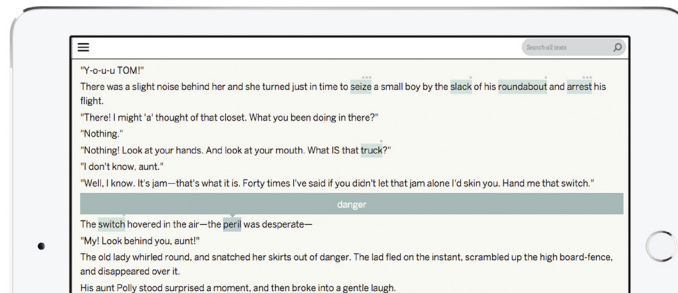 Search all texts
"Y-o-u-u TOM!"
There was a slight noise behind her and she turned just in time to seize a small boy by the slack of his roundabout and arrest his
flight.
"There! I might 'a' thought of that closet. What you been doing in there?"
"Nothing."
"Nothing! Look at your hands. And look at your mouth. What IS that truck?"
"I don't know, aunt."
"Well, I know. It's jam—that's what it is. Forty times I've said if you didn't let that jam alone I'd skin you. Hand me that switch."
danger
The switch hovered in the air—the peril was desperate—
"My! Look behind you, aunt!"
The old lady whirled round, and snatched her skirts out of danger. The lad fled on the instant, scrambled up the high board-fence,
and disappeared over it.
His aunt Polly stood surprised a moment, and then broke into a gentle laugh.